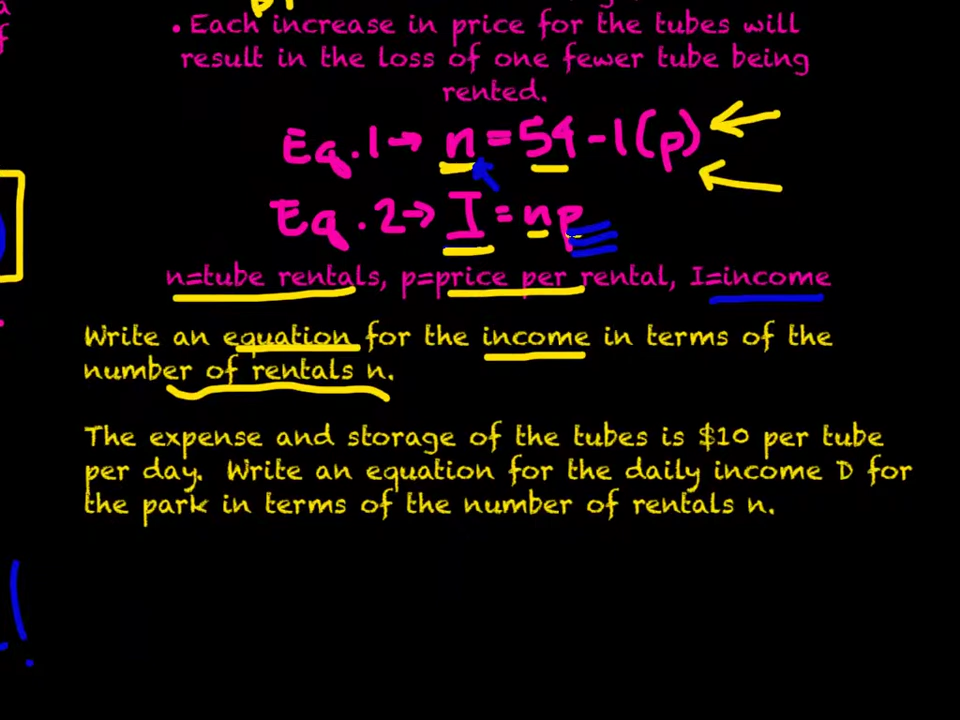 • Each increase in price for the tubes will
result in the loss of one fewer tube being
rented.
Eq.1→ n=54-1(p)
Eq.2→ I=np
n=tube rentals, p=price per rental, I=income
Write an equation for the income in terms of the
number of rentals n.
The expense and storage of the tubes is $10 per tube
per day. Write an equation for the daily income D for
the park in terms of the number of rentals n.